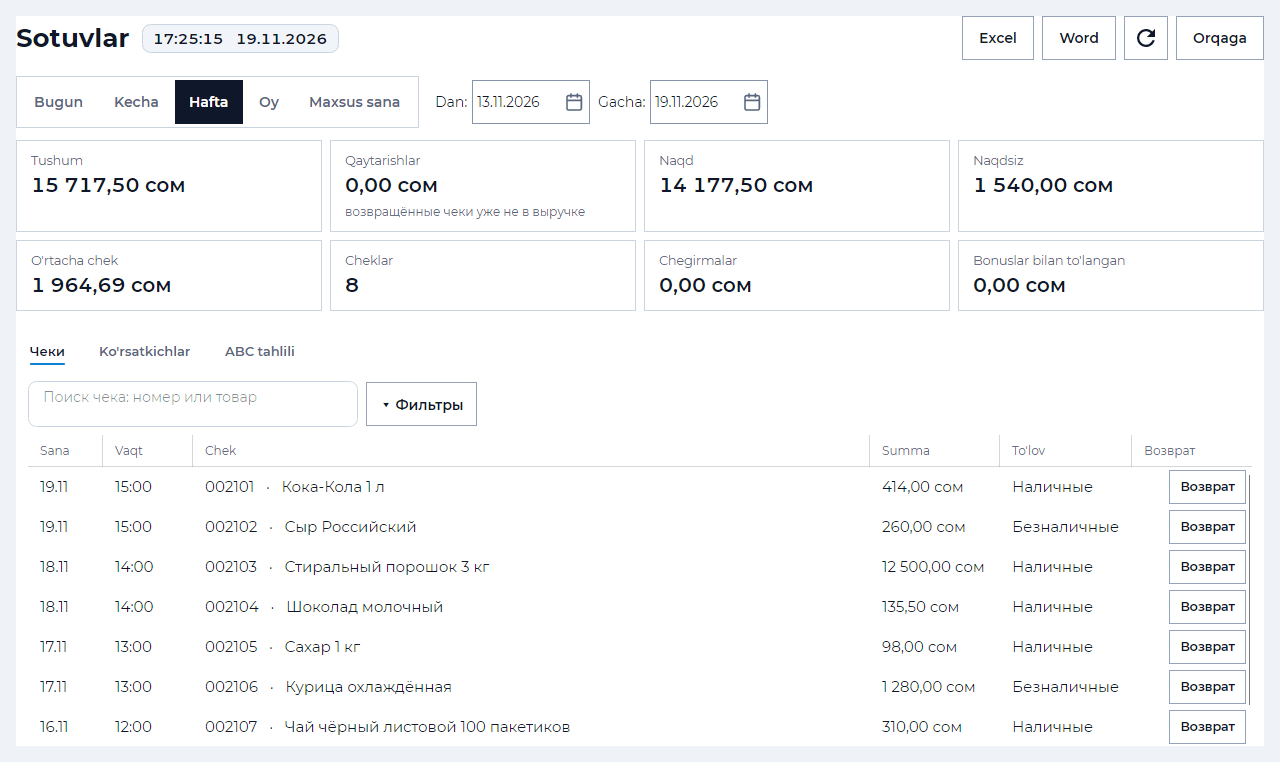 Sotuvlar 17:25:15 19.11.2026 Excel Word Orqaga
Bugun Kecha Hafta Oy Maxsus sana Dan: 13.11.2026 Gacha: 19.11.2026
Tushum Qaytarishlar Naqd Naqdsiz
15 717,50 сом 0,00 сом 14 177,50 сом 1 540,00 сом
возвращённые чеки уже не в выручке
O'rtacha chek Cheklar Chegirmalar Bonuslar bilan to'langan
1 964,69 сом 8 0,00 сом 0,00 сом
Чеки Ko'rsatkichlar ABC tahlili
Поиск чека: номер или товар ▾ Фильтры
Sana Vaqt Chek Summa To'lov Возврат
19.11 15:00 002101 · Кока-Кола 1 л 414,00 сом Наличные Возврат
19.11 15:00 002102 · Сыр Российский 260,00 сом Безналичные Возврат
18.11 14:00 002103 · Стиральный порошок 3 кг 12 500,00 сом Наличные Возврат
18.11 14:00 002104 · Шоколад молочный 135,50 сом Наличные Возврат
17.11 13:00 002105 · Сахар 1 кг 98,00 сом Наличные Возврат
17.11 13:00 002106 · Курица охлаждённая 1 280,00 сом Безналичные Возврат
16.11 12:00 002107 · Чай чёрный листовой 100 пакетиков 310,00 сом Наличные Возврат